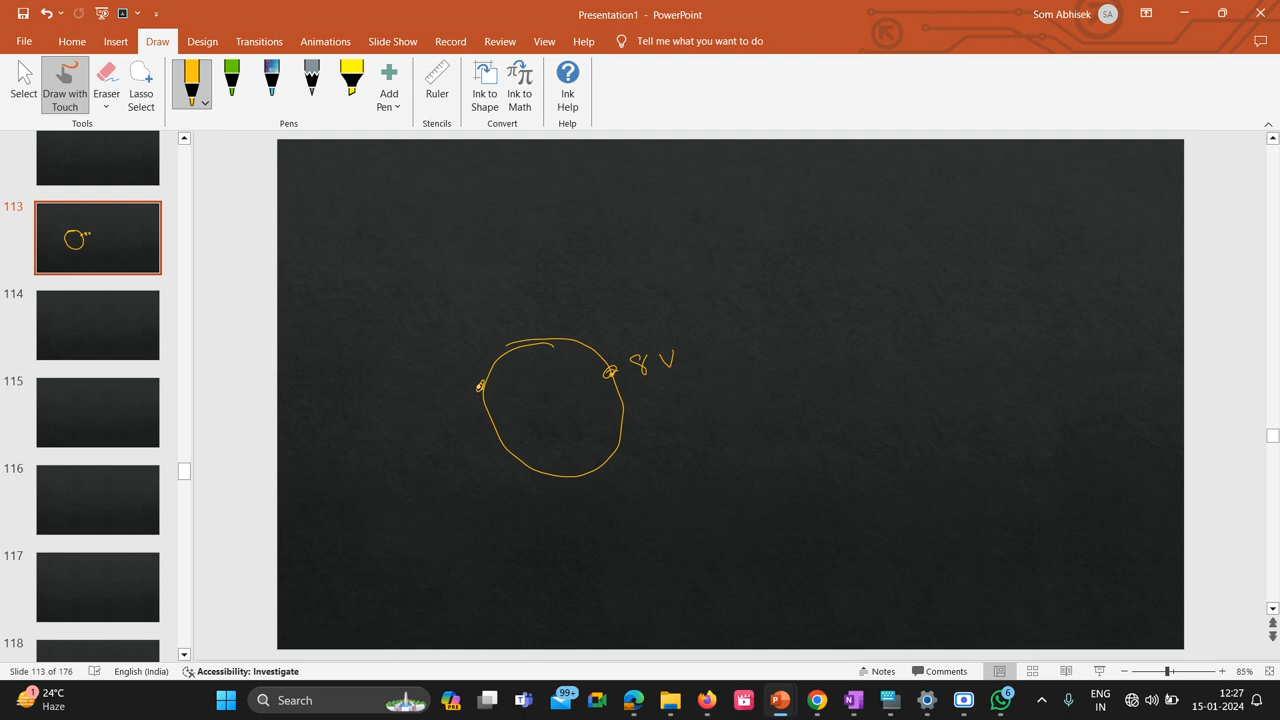 Presentation1 - PowerPoint
Som Abhisek
SA
File
Home
Insert
Draw
Design
Transitions
Animations
Slide Show
Record
Review
View
Help
Tell me what you want to do
Select
Draw with Touch
Eraser
Lasso Select
Add Pen
Ruler
Ink to Shape
Ink to Math
Ink Help
Tools
Pens
Stencils
Convert
Help
113
114
115
116
117
118
8 V
Slide 113 of 176
English (India)
Accessibility: Investigate
Notes
Comments
85%
1
24°C
Haze
Search
PRE
99+
6
ENG
IN
12:27
15-01-2024